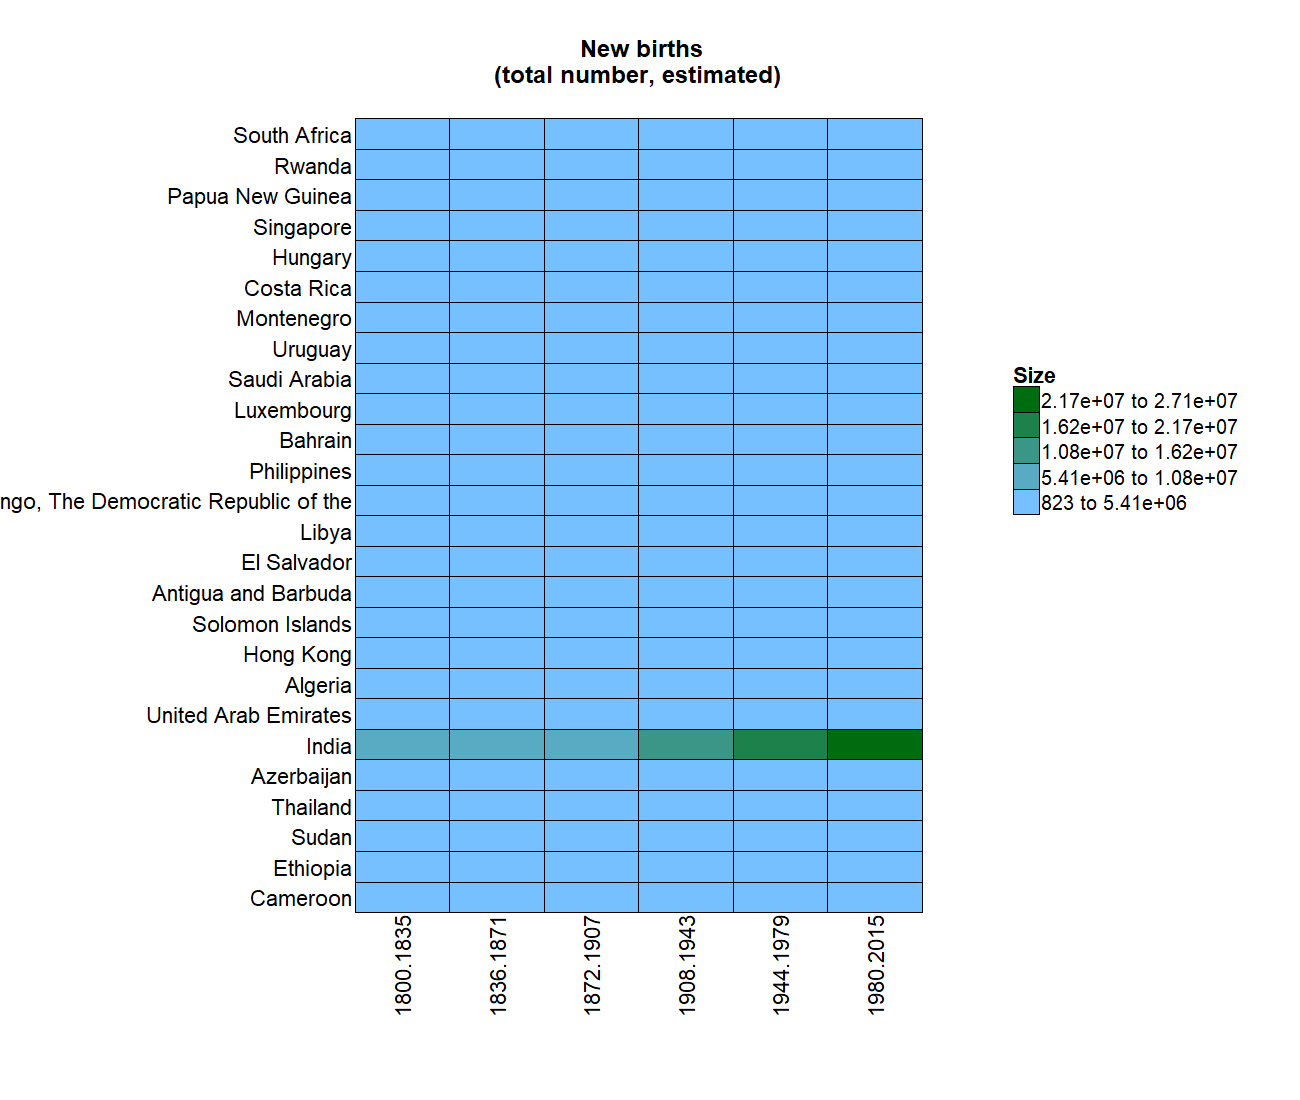 New births
(total number, estimated)
South Africa
Rwanda
Papua New Guinea
Singapore
Hungary
Costa Rica
Montenegro
Uruguay
Saudi Arabia
Luxembourg
Bahrain
Philippines
ngo, The Democratic Republic of the
Libya
El Salvador
Antigua and Barbuda
Solomon Islands
Hong Kong
Algeria
United Arab Emirates
India
Azerbaijan
Thailand
Sudan
Ethiopia
Cameroon
1800.1835
1836.1871
1872.1907
1908.1943
1944.1979
1980.2015
Size
2.17e+07 to 2.71e+07
1.62e+07 to 2.17e+07
1.08e+07 to 1.62e+07
5.41e+06 to 1.08e+07
823 to 5.41e+06